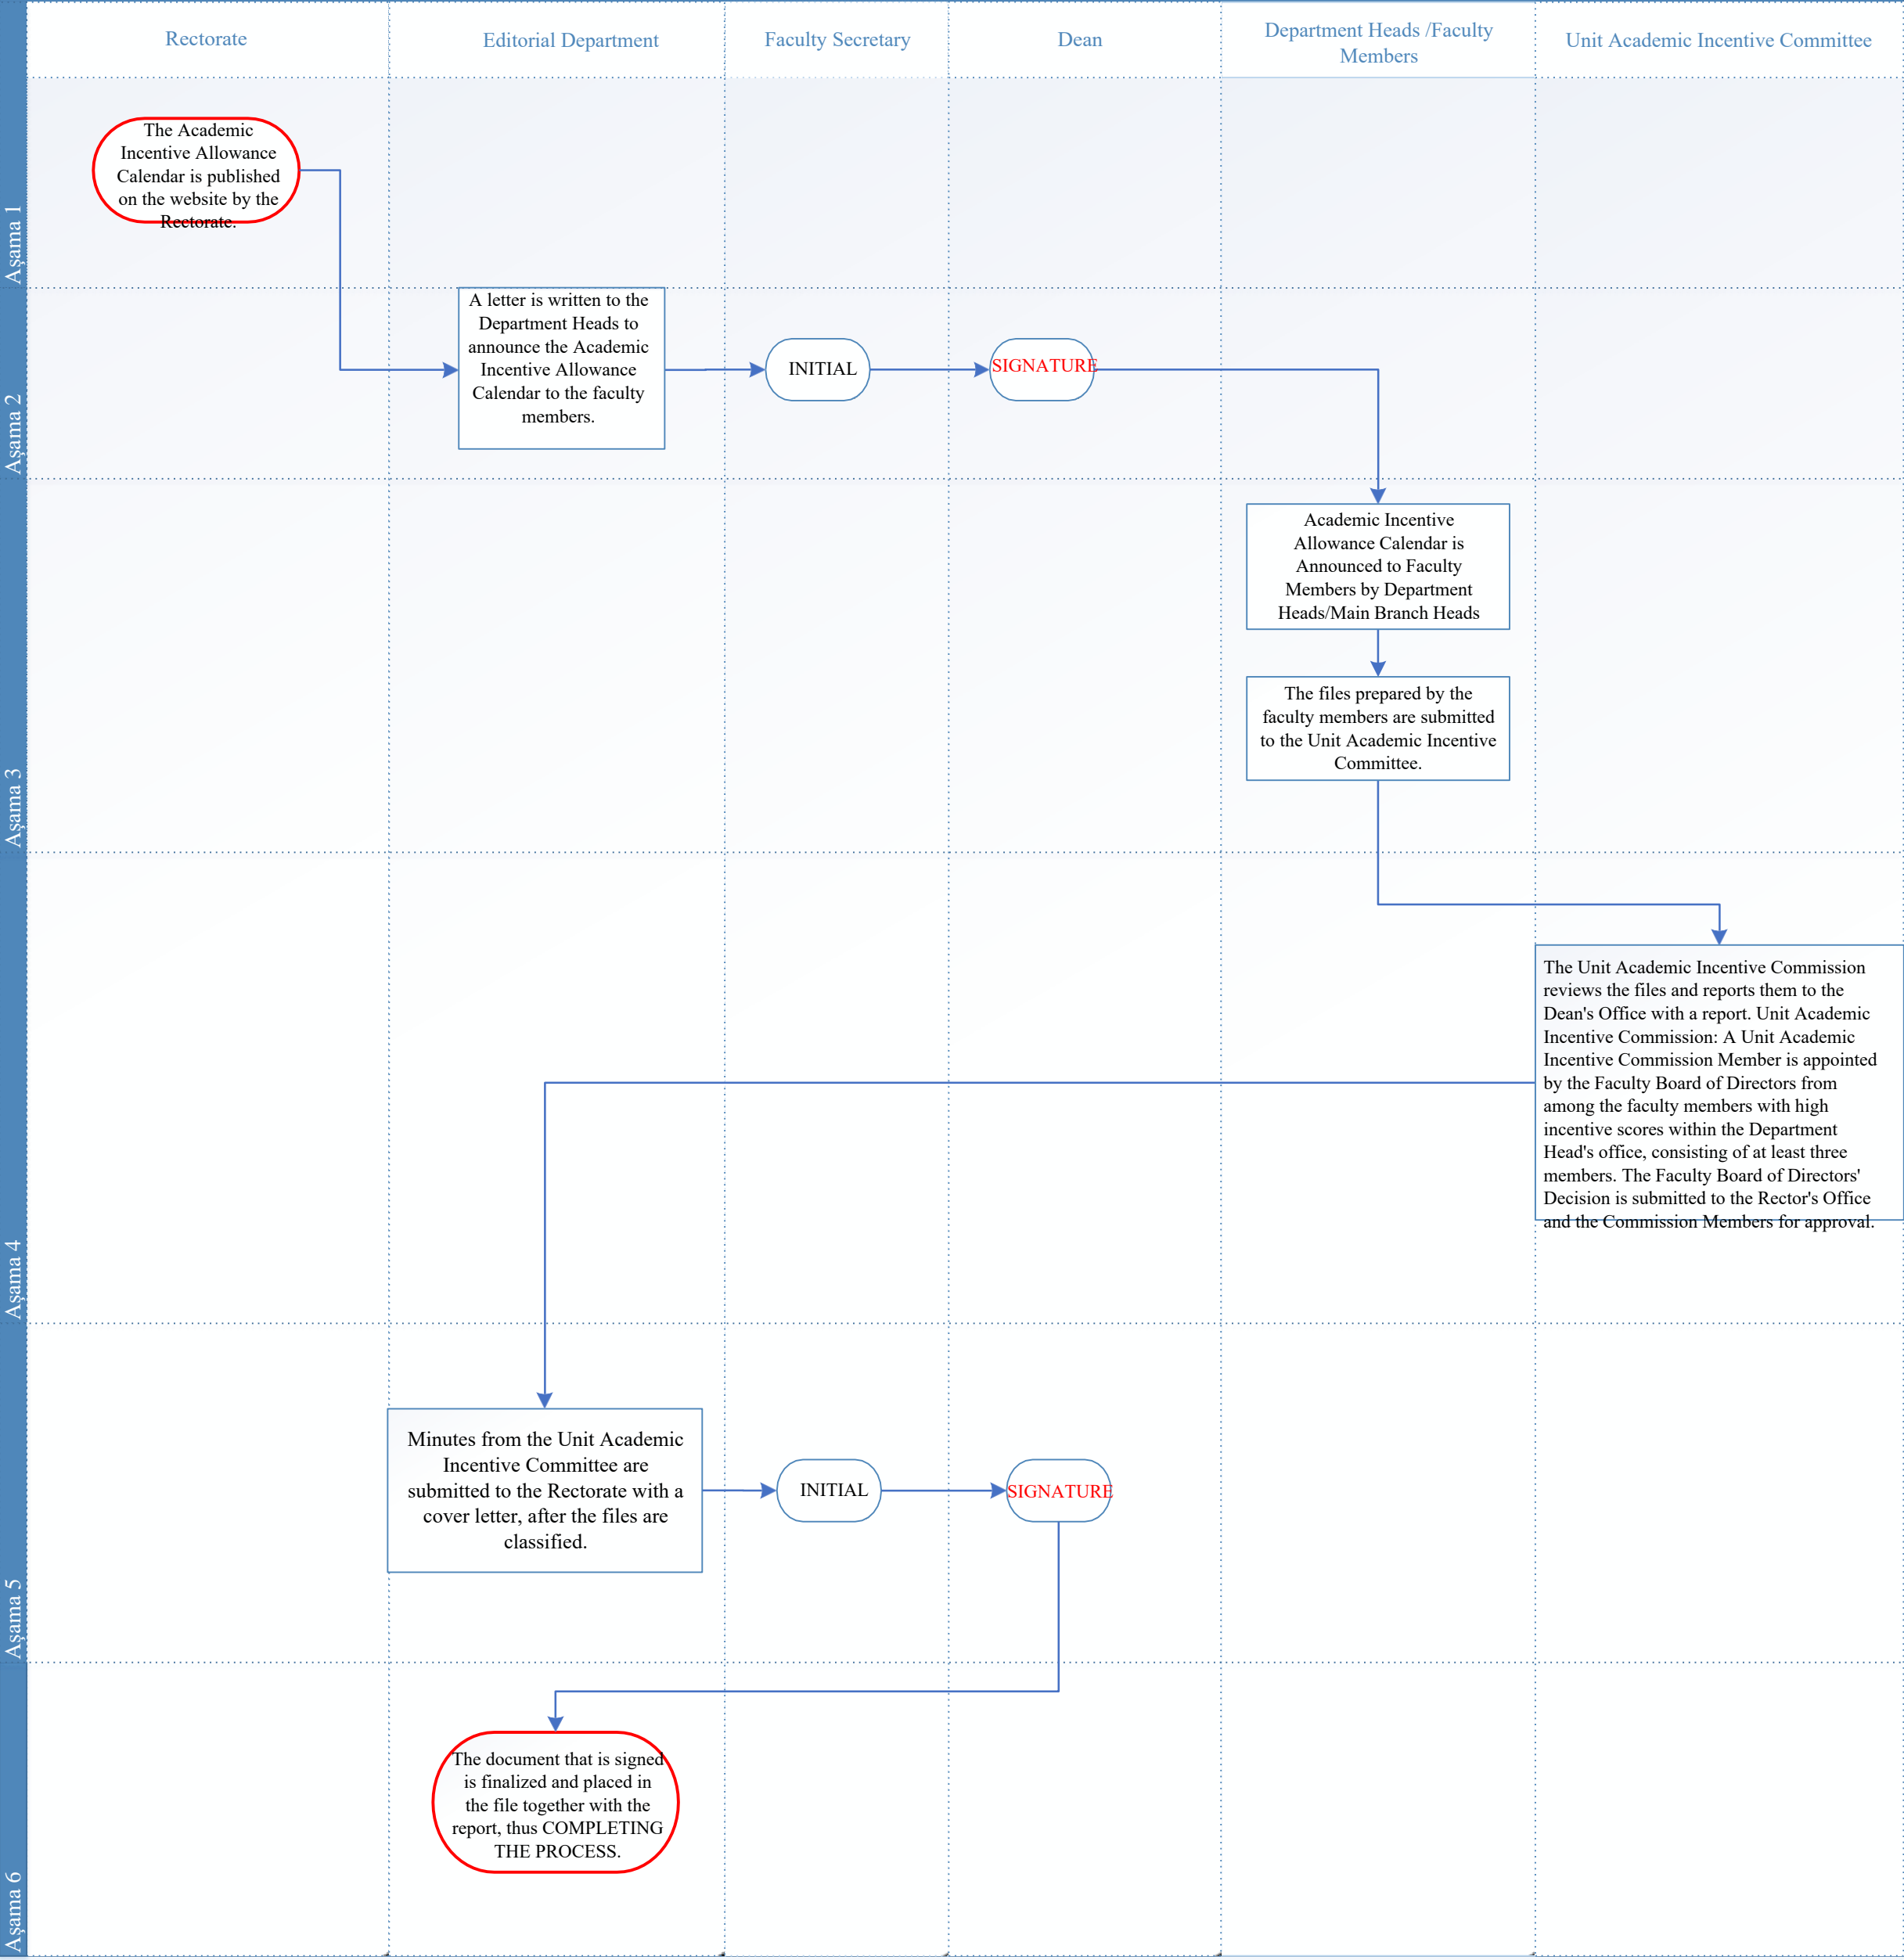 Rectorate
Editorial Department
Faculty Secretary
Dean
Department Heads /Faculty
Members
Unit Academic Incentive Committee
Aşama 1
The Academic
Incentive Allowance
Calendar is published
on the website by the
Rectorate.
Aşama 2
A letter is written to the
Department Heads to
announce the Academic
Incentive Allowance
Calendar to the faculty
members.
INITIAL
SIGNATURE
Aşama 3
Academic Incentive
Allowance Calendar is
Announced to Faculty
Members by Department
Heads/Main Branch Heads
The files prepared by the
faculty members are submitted
to the Unit Academic Incentive
Committee.
Aşama 4
The Unit Academic Incentive Commission
reviews the files and reports them to the
Dean's Office with a report. Unit Academic
Incentive Commission: A Unit Academic
Incentive Commission Member is appointed
by the Faculty Board of Directors from
among the faculty members with high
incentive scores within the Department
Head's office, consisting of at least three
members. The Faculty Board of Directors'
Decision is submitted to the Rector's Office
and the Commission Members for approval.
Aşama 5
Minutes from the Unit Academic
Incentive Committee are
submitted to the Rectorate with a
cover letter, after the files are
classified.
INITIAL
SIGNATURE
Aşama 6
The document that is signed
is finalized and placed in
the file together with the
report, thus COMPLETING
THE PROCESS.